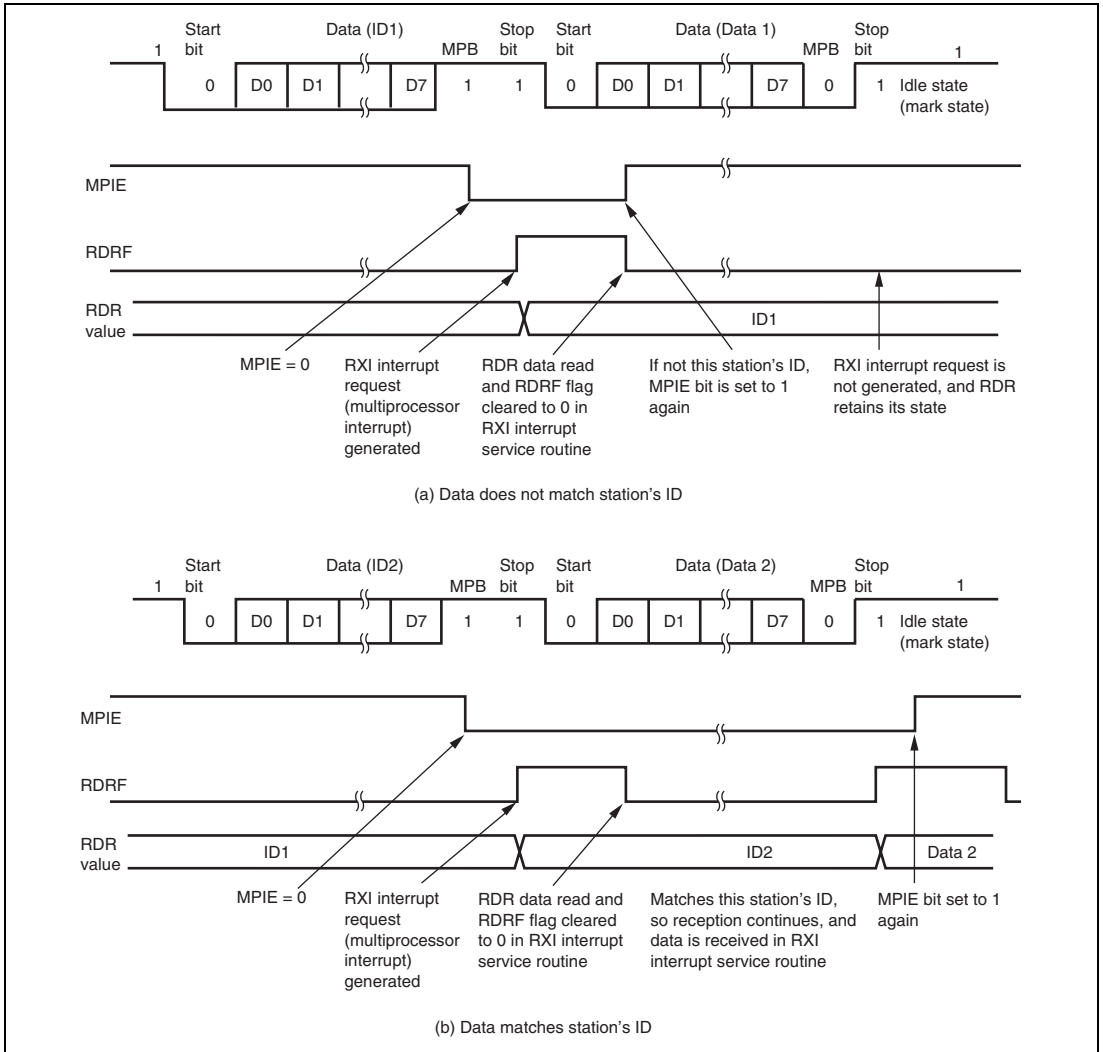 Start Data (ID1) Stop Start Data (Data 1) Stop
1 bit MPB bit bit MPB bit 1
0 D0 D1 D7 1 1 0 D0 D1 D7 0 1 Idle state
(mark state)
MPIE
RDRF
RDR
value
ID1
MPIE = 0
RXI interrupt
request
(multiprocessor
interrupt)
generated
RDR data read
and RDRF flag
cleared to 0 in
RXI interrupt
service routine
If not this station's ID,
MPIE bit is set to 1
again
RXI interrupt request is
not generated, and RDR
retains its state
(a) Data does not match station's ID
Start Data (ID2) Stop Start Data (Data 2) Stop
1 bit MPB bit bit MPB bit 1
0 D0 D1 D7 1 1 0 D0 D1 D7 0 1 Idle state
(mark state)
MPIE
RDRF
RDR
value
ID1 ID2 Data 2
MPIE = 0
RXI interrupt
request
(multiprocessor
interrupt)
generated
RDR data read and
RDRF flag cleared
to 0 in RXI interrupt
service routine
Matches this station's ID,
so reception continues, and
data is received in RXI
interrupt service routine
MPIE bit set to 1
again
(b) Data matches station's ID